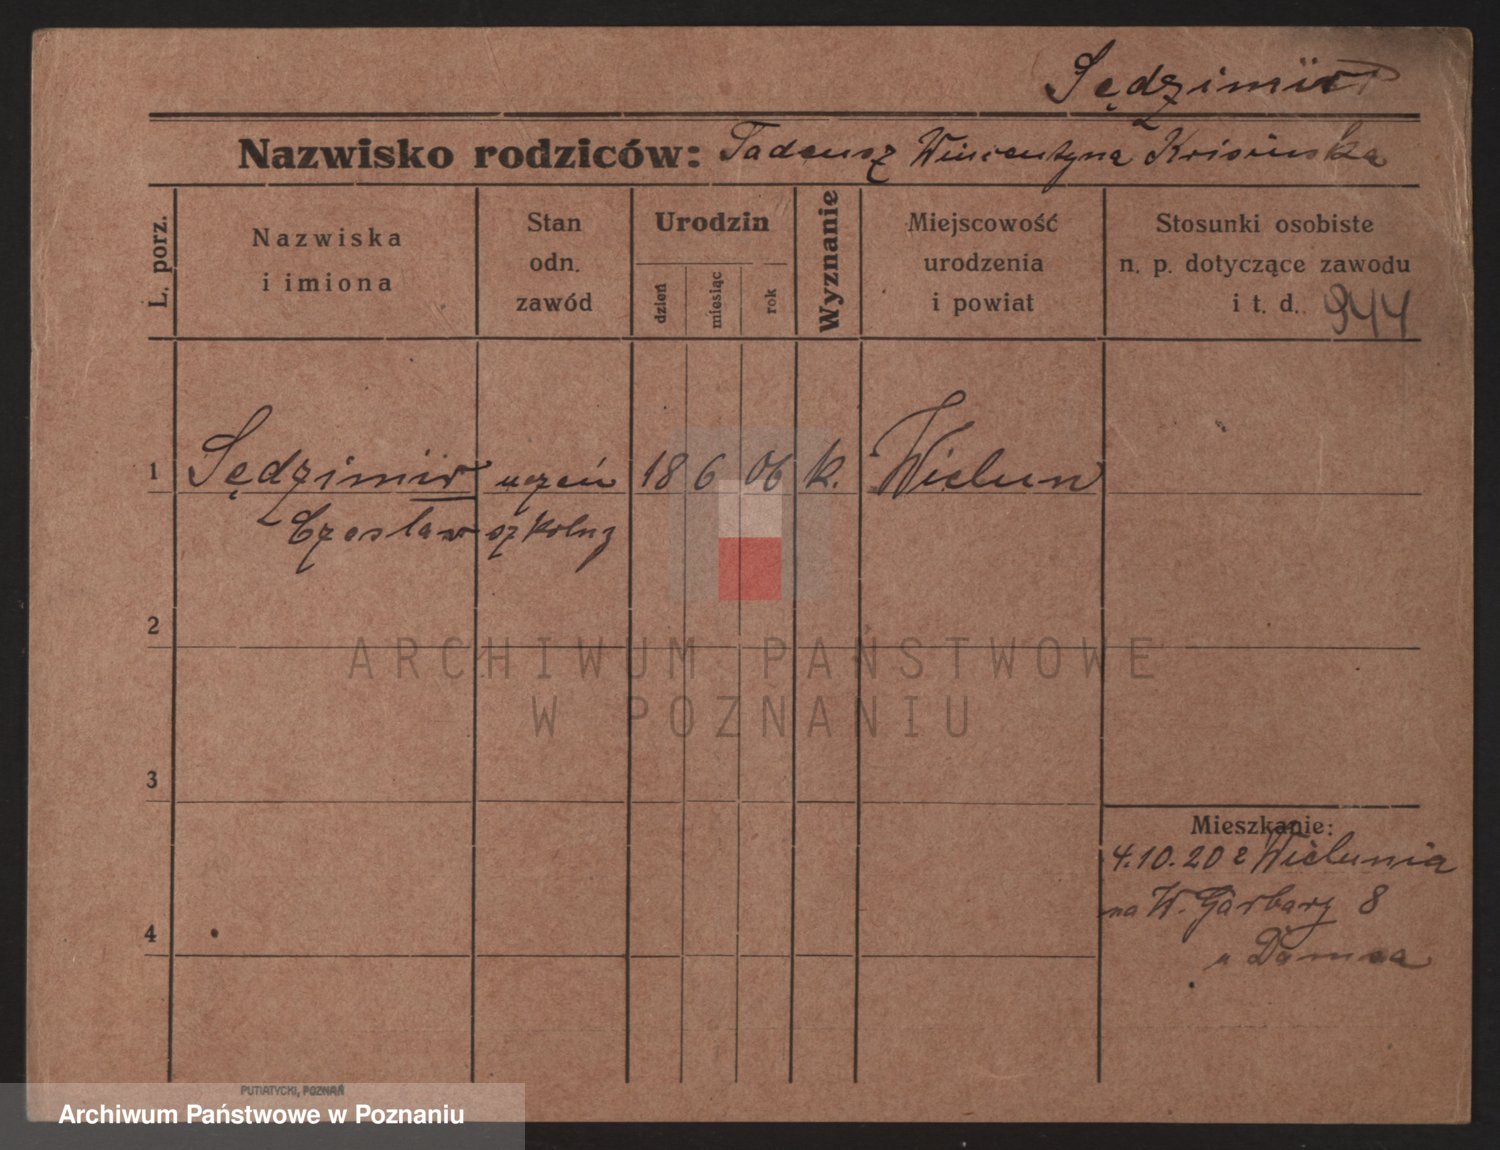 Sędzimir
Nazwisko rodziców: Tadeusz Wincentyna Krisinska
L. porz.
Nazwiska
i imiona
Stan
odn.
zawód
Urodzin
dzień
miesiąc
rok
Wyznanie
Miejscowość
urodzenia
i powiat
Stosunki osobiste
n. p. dotyczące zawodu
i t. d. 944
1 Sędzimir uczeń 18 6 06 k. Wielun
Czesław szkolny
2
ARCHIWUM PAŃSTWOWE
W POZNANIU
3
Mieszkanie:
4.10.20 z Wielunia
na W. Garbary 8
4
u
PUTIATYCKI, POZNAŃ
Archiwum Państwowe w Poznaniu